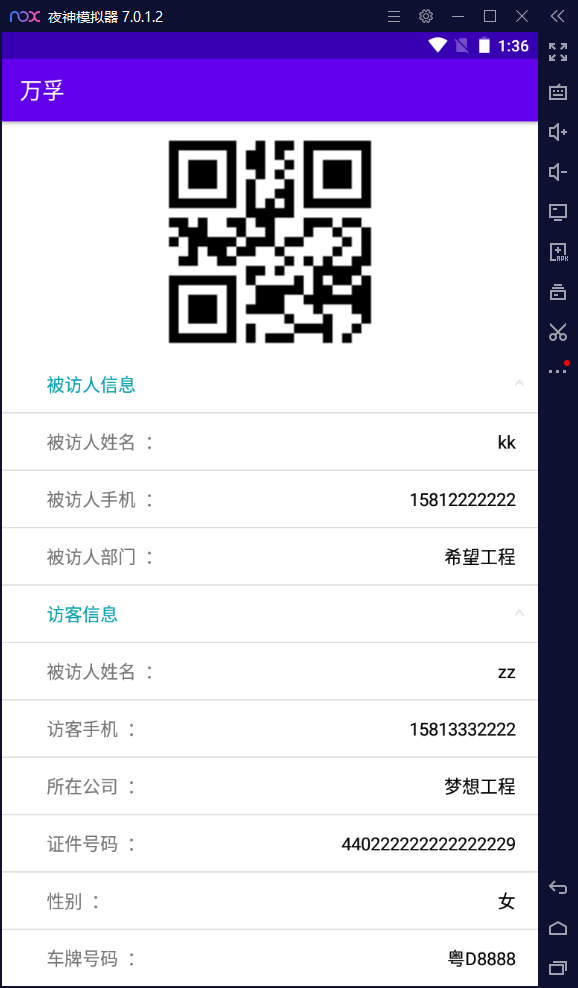 nox 夜神模拟器 7.0.1.2
1:36
万孚
被访人信息
被访人姓名 ： kk
被访人手机 ： 15812222222
被访人部门 ： 希望工程
访客信息
被访人姓名 ： zz
访客手机 ： 15813332222
所在公司 ： 梦想工程
证件号码 ： 440222222222222229
性别 ： 女
车牌号码 ： 粤D8888
APK